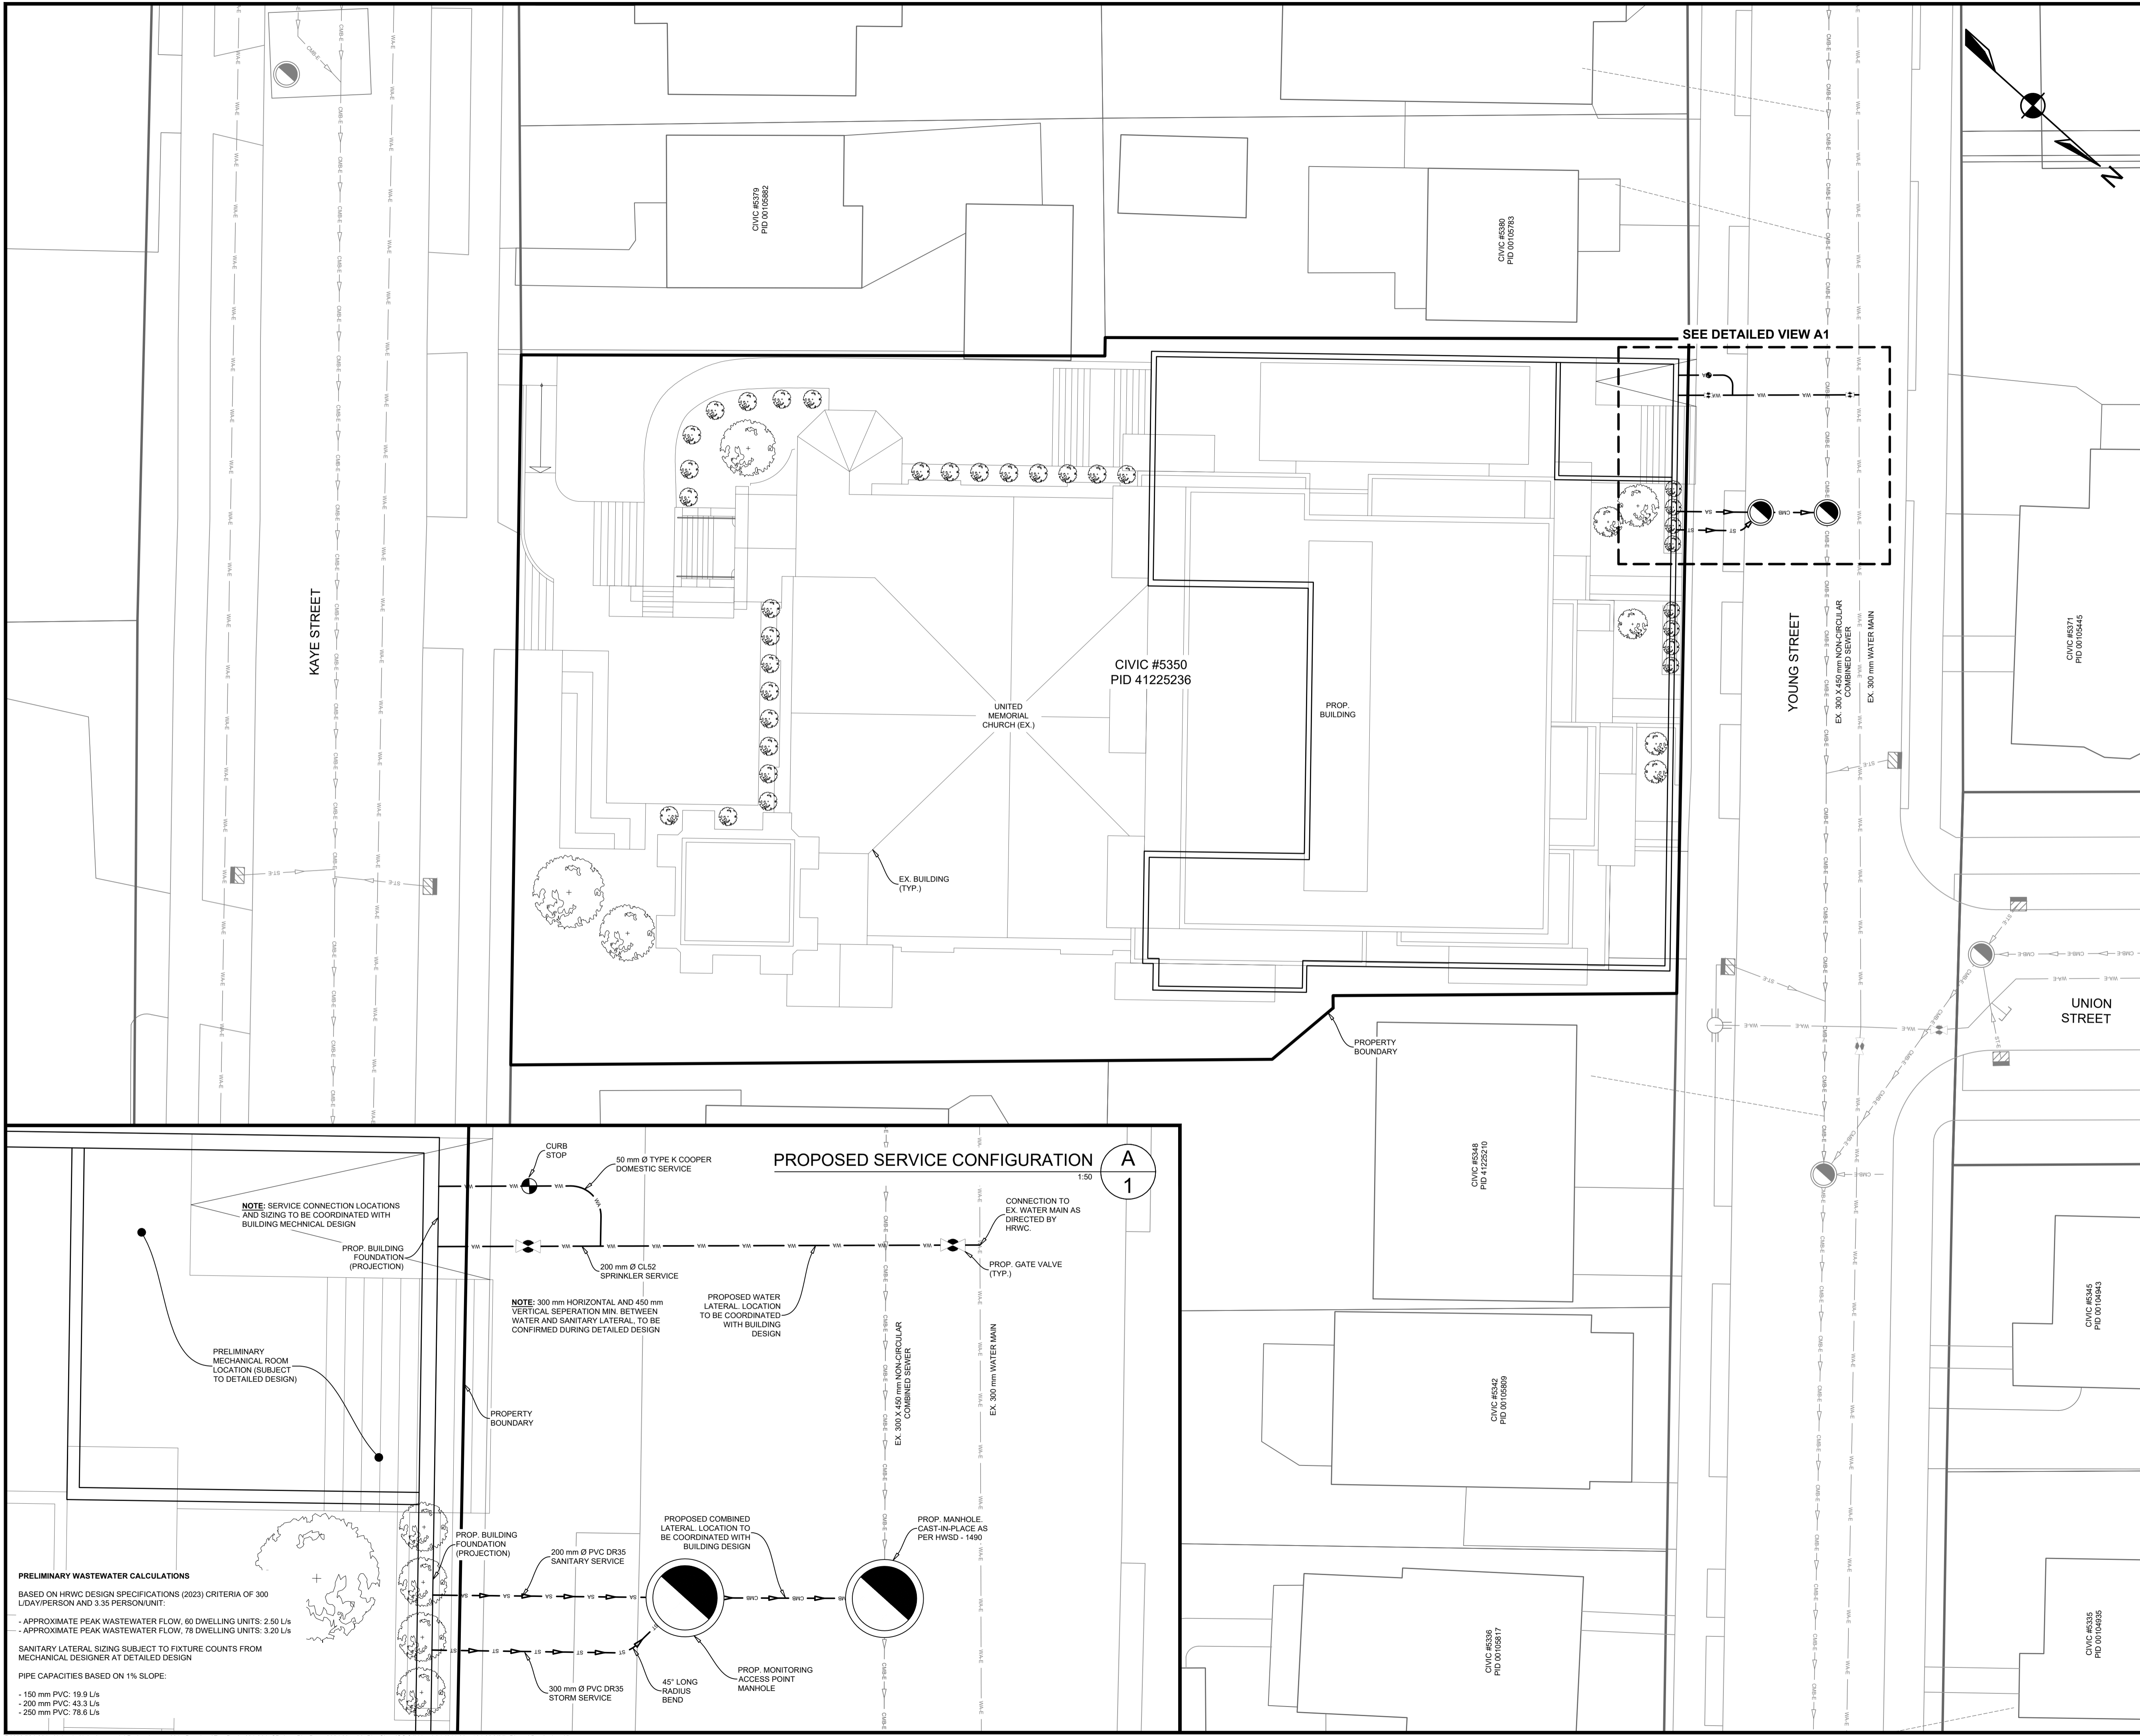 N
SEE DETAILED VIEW A1
CIVIC #5379
PID 00105882
CIVIC #5380
PID 00105783
KAYE STREET
CIVIC #5350
PID 41225236
UNITED
MEMORIAL
CHURCH (EX.)
PROP.
BUILDING
EX. BUILDING
(TYP.)
YOUNG STREET
EX. 300 X 450 mm NON-CIRCULAR
COMBINED SEWER
EX. 300 mm WATER MAIN
CIVIC #5371
PID 00105445
UNION
STREET
PROPERTY
BOUNDARY
CIVIC #5348
PID 41225210
CIVIC #5342
PID 00105809
CIVIC #5336
PID 00105817
CIVIC #5345
PID 00104943
CIVIC #5335
PID 00104935
WA-E
CMB-E
ST-E
WA
SA
ST
CMB
PROPOSED SERVICE CONFIGURATION
1:50
A
1
CURB
STOP
50 mm Ø TYPE K COOPER
DOMESTIC SERVICE
NOTE: SERVICE CONNECTION LOCATIONS
AND SIZING TO BE COORDINATED WITH
BUILDING MECHNICAL DESIGN
PROP. BUILDING
FOUNDATION
(PROJECTION)
200 mm Ø CL52
SPRINKLER SERVICE
CONNECTION TO
EX. WATER MAIN AS
DIRECTED BY
HRWC.
PROP. GATE VALVE
(TYP.)
NOTE: 300 mm HORIZONTAL AND 450 mm
VERTICAL SEPERATION MIN. BETWEEN
WATER AND SANITARY LATERAL, TO BE
CONFIRMED DURING DETAILED DESIGN
PROPOSED WATER
LATERAL. LOCATION
TO BE COORDINATED
WITH BUILDING
DESIGN
PRELIMINARY
MECHANICAL ROOM
LOCATION (SUBJECT
TO DETAILED DESIGN)
PROPERTY
BOUNDARY
EX. 300 X 450 mm NON-CIRCULAR
COMBINED SEWER
EX. 300 mm WATER MAIN
PROP. BUILDING
FOUNDATION
(PROJECTION)
200 mm Ø PVC DR35
SANITARY SERVICE
PROPOSED COMBINED
LATERAL. LOCATION TO
BE COORDINATED WITH
BUILDING DESIGN
PROP. MANHOLE.
CAST-IN-PLACE AS
PER HWSD - 1490
300 mm Ø PVC DR35
STORM SERVICE
45° LONG
RADIUS
BEND
PROP. MONITORING
ACCESS POINT
MANHOLE
PRELIMINARY WASTEWATER CALCULATIONS
BASED ON HRWC DESIGN SPECIFICATIONS (2023) CRITERIA OF 300
L/DAY/PERSON AND 3.35 PERSON/UNIT:
- APPROXIMATE PEAK WASTEWATER FLOW, 60 DWELLING UNITS: 2.50 L/s
- APPROXIMATE PEAK WASTEWATER FLOW, 78 DWELLING UNITS: 3.20 L/s
SANITARY LATERAL SIZING SUBJECT TO FIXTURE COUNTS FROM
MECHANICAL DESIGNER AT DETAILED DESIGN
PIPE CAPACITIES BASED ON 1% SLOPE:
- 150 mm PVC: 19.9 L/s
- 200 mm PVC: 43.3 L/s
- 250 mm PVC: 78.6 L/s